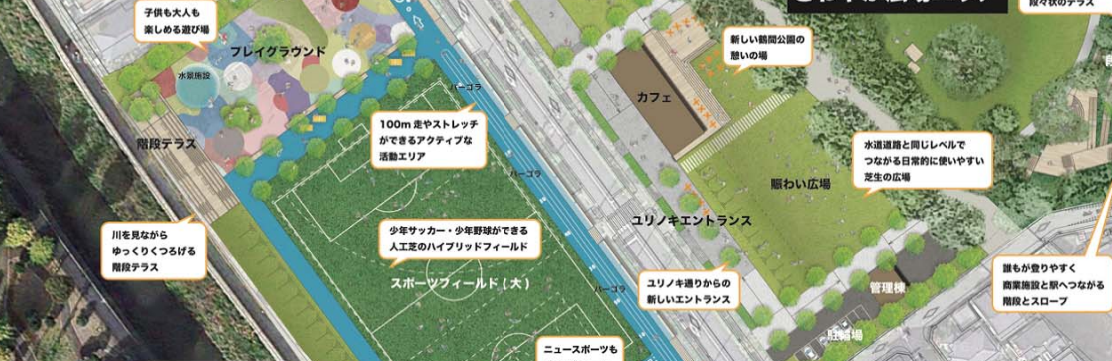 子供も大人も
楽しめる遊び場
プレイグラウンド
水景施設
階段テラス
川を見ながら
ゆっくりくつろげる
階段テラス
パーゴラ
100m 走やストレッチ
ができるアクティブな
活動エリア
パーゴラ
少年サッカー・少年野球ができる
人工芝のハイブリッドフィールド
スポーツフィールド ( 大 )
パーゴラ
ニュースポーツも
カフェ
新しい鶴間公園の
憩いの場
段々状のテラス
水道道路と同じレベルで
つながる日常的に使いやすい
芝生の広場
賑わい広場
ユリノキエントランス
ユリノキ通りからの
新しいエントランス
管理棟
駐輪場
誰もが登りやすく
商業施設と駅へつながる
階段とスロープ